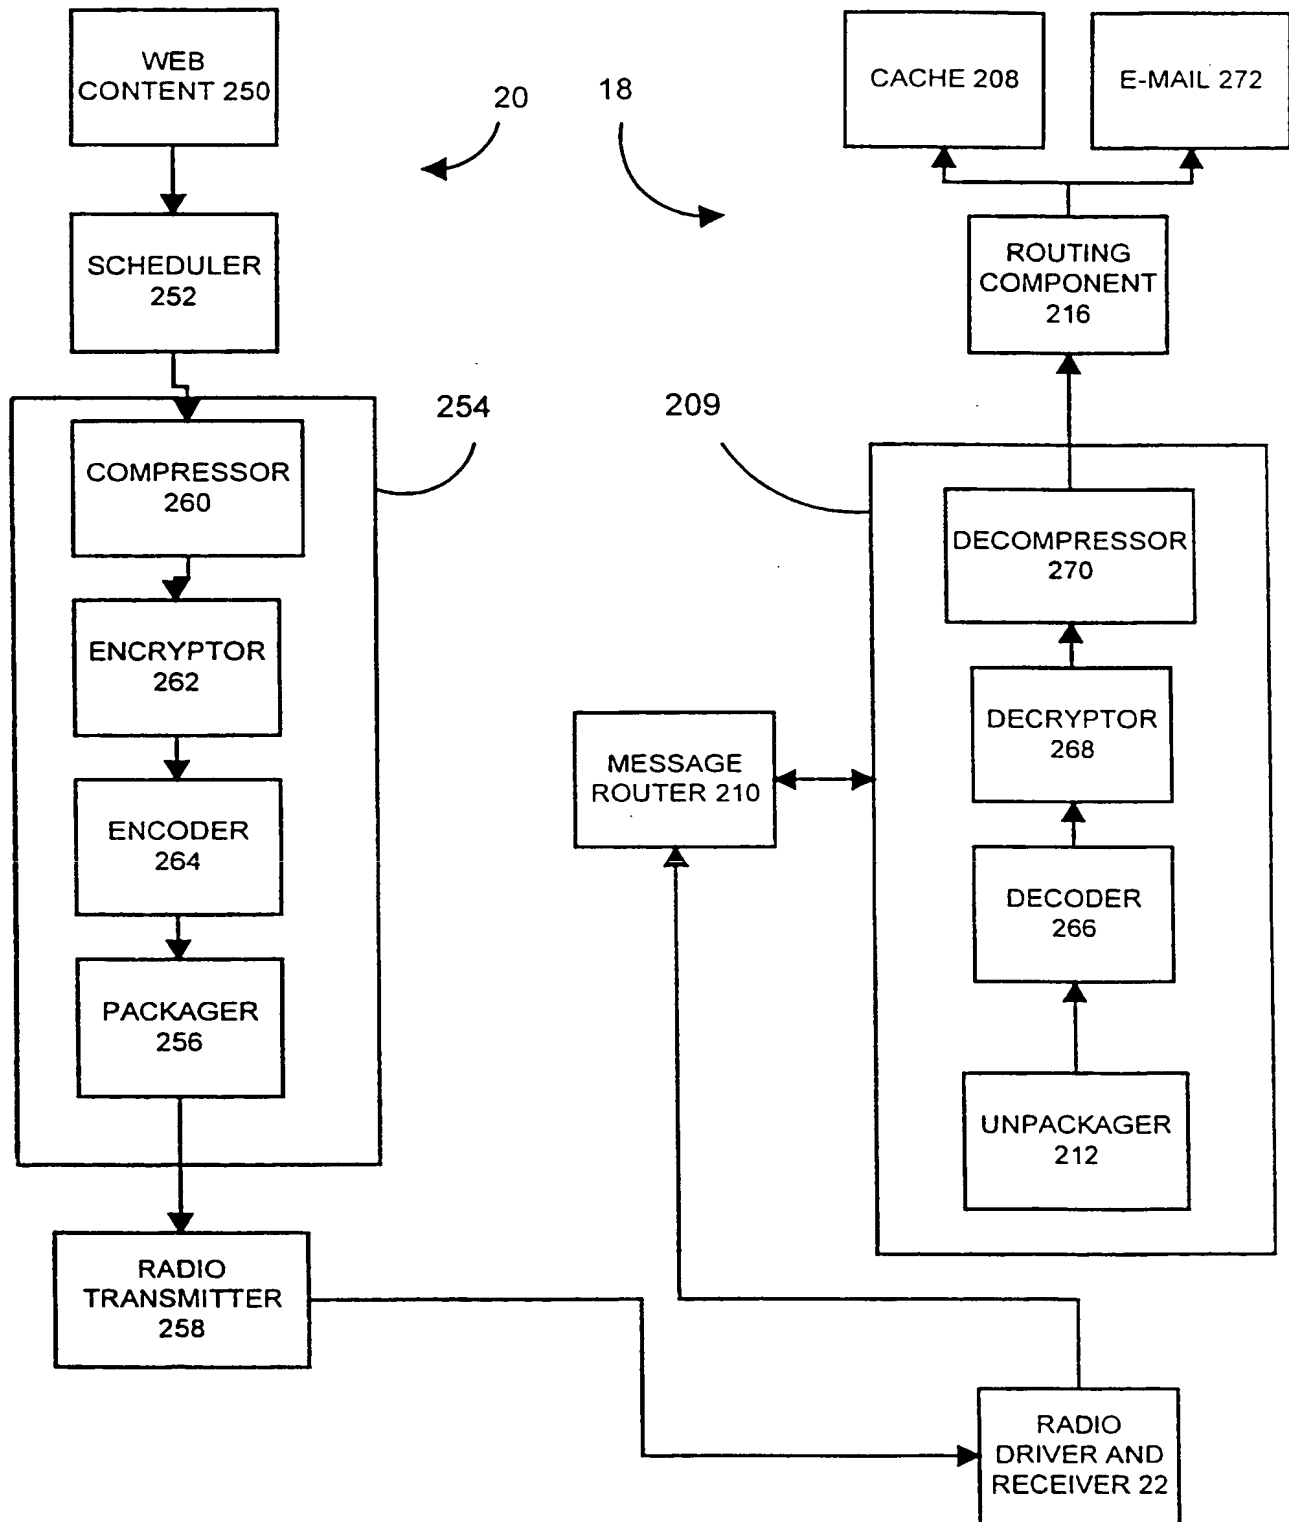 WEB
CONTENT 250
20
18
CACHE 208
E-MAIL 272
SCHEDULER
252
ROUTING
COMPONENT
216
254
209
COMPRESSOR
260
DECOMPRESSOR
270
ENCRYPTOR
262
DECRYPTOR
268
MESSAGE
ROUTER 210
ENCODER
264
DECODER
266
PACKAGER
256
UNPACKAGER
212
RADIO
TRANSMITTER
258
RADIO
DRIVER AND
RECEIVER 22